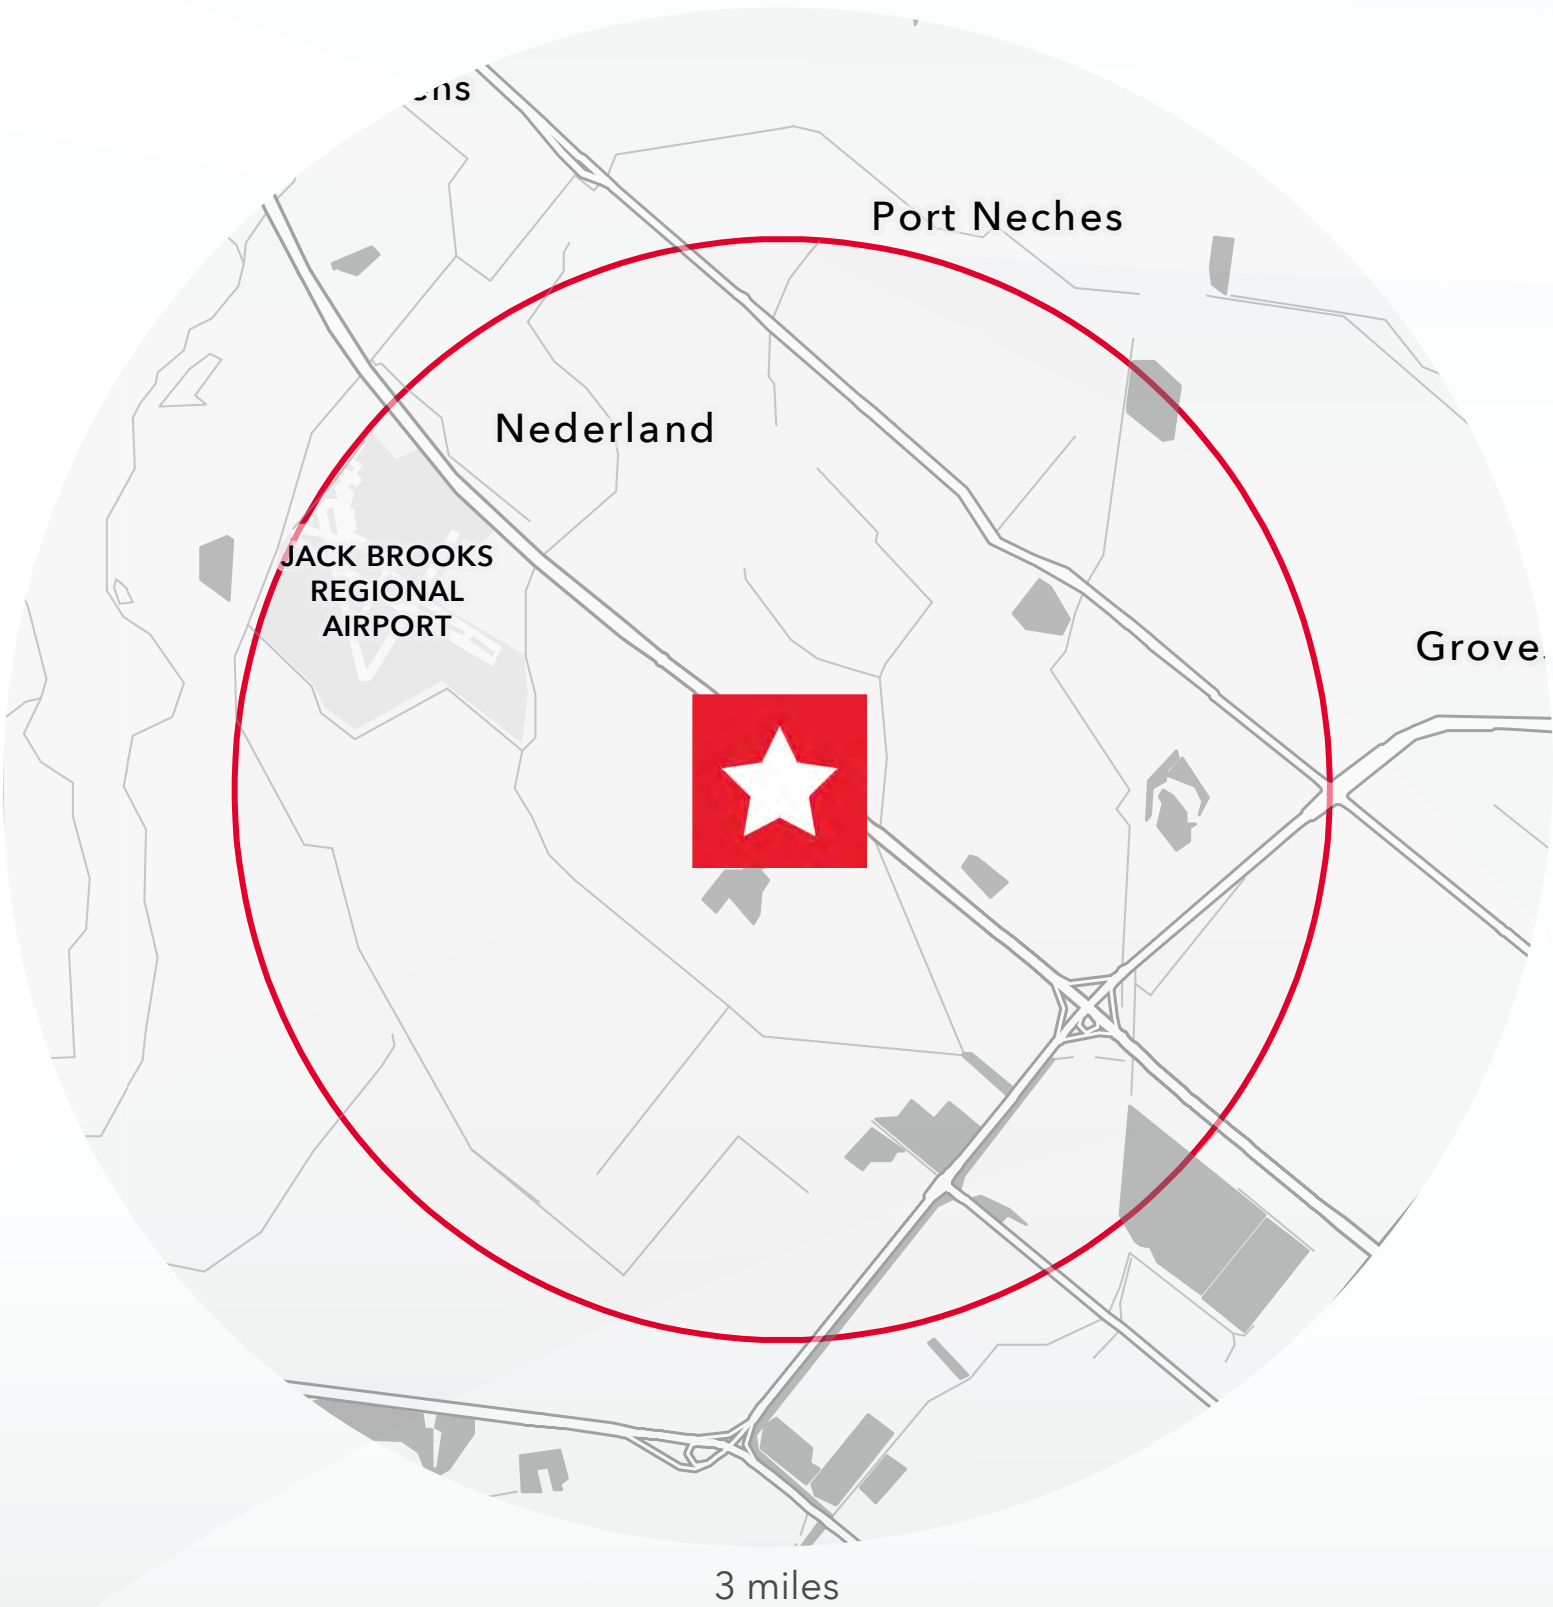 Port Neches
Nederland
JACK BROOKS
REGIONAL
AIRPORT
3 miles